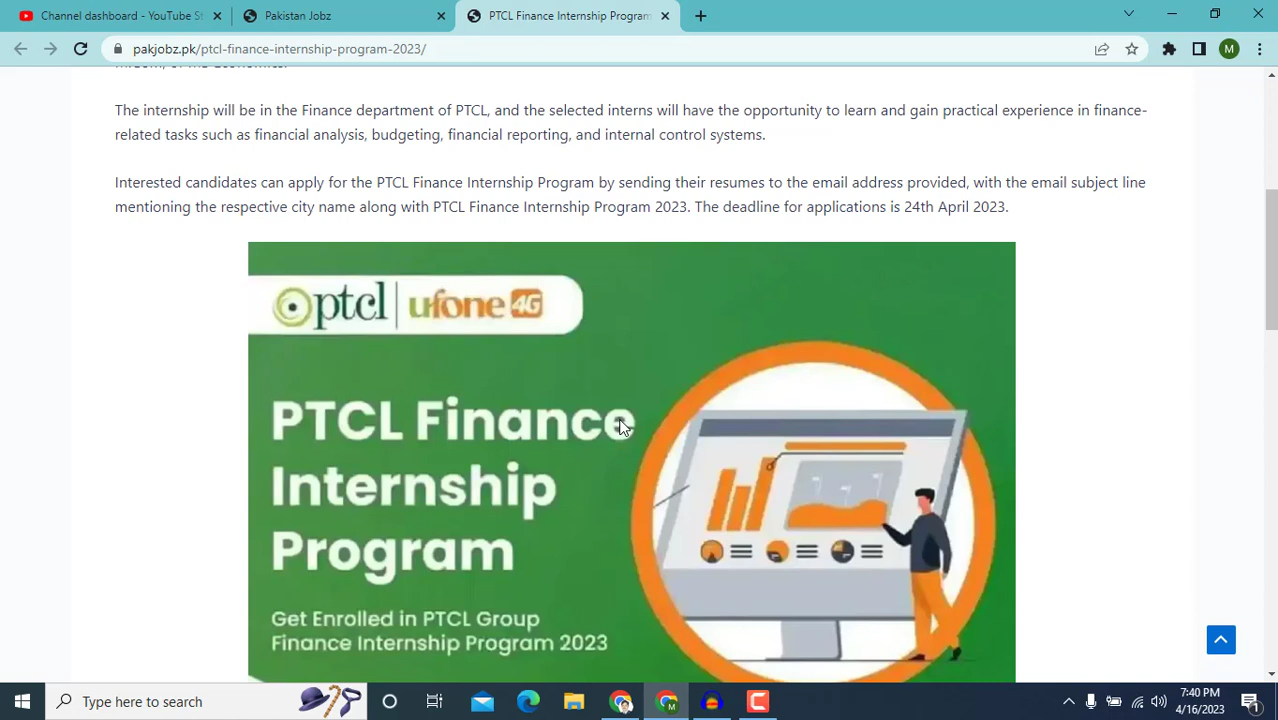 Channel dashboard - YouTube St
Pakistan Jobz
PTCL Finance Internship Program
pakjobz.pk/ptcl-finance-internship-program-2023/
The internship will be in the Finance department of PTCL, and the selected interns will have the opportunity to learn and gain practical experience in finance-
related tasks such as financial analysis, budgeting, financial reporting, and internal control systems.
Interested candidates can apply for the PTCL Finance Internship Program by sending their resumes to the email address provided, with the email subject line
mentioning the respective city name along with PTCL Finance Internship Program 2023. The deadline for applications is 24th April 2023.
ptcl ufone 4G
PTCL Finance
Internship
Program
Get Enrolled in PTCL Group
Finance Internship Program 2023
Type here to search
7:40 PM
4/16/2023
M
M
1